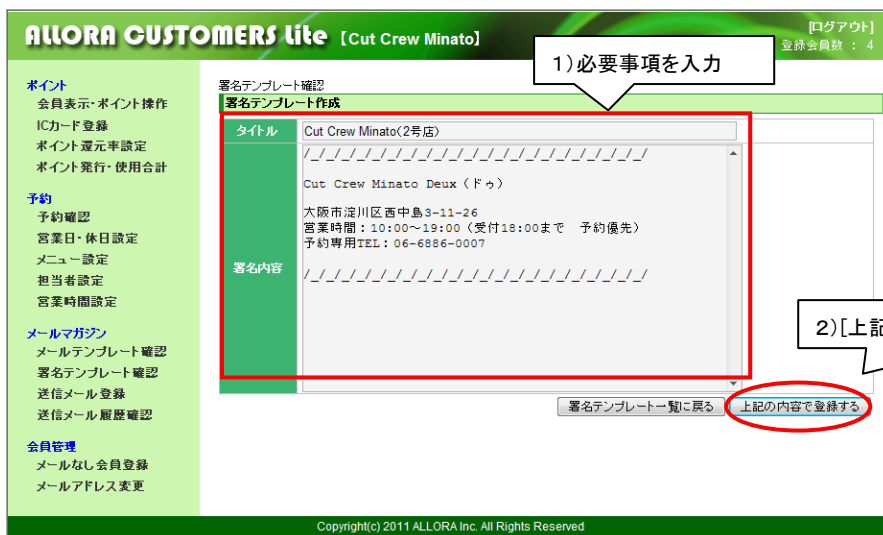 ALLORA CUSTOMERS Lite 【Cut Crew Minato】
[ログアウト]
登録会員数 : 4
1)必要事項を入力
ポイント
会員表示・ポイント操作
ICカード登録
ポイント還元率設定
ポイント発行・使用合計
予約
予約確認
営業日・休日設定
メニュー設定
担当者設定
営業時間設定
メールマガジン
メールテンプレート確認
署名テンプレート確認
送信メール登録
送信メール履歴確認
会員管理
メールなし会員登録
メールアドレス変更
署名テンプレート確認
署名テンプレート作成
タイトル
Cut Crew Minato(2号店)
署名内容
/_/_/_/_/_/_/_/_/_/_/_/_/_/_/_/_/_/_/_/_/_/_/
Cut Crew Minato Deux（ドゥ）
大阪市淀川区西中島3-11-26
営業時間：10:00～19:00（受付18:00まで　予約優先）
予約専用TEL：06-6886-0007
/_/_/_/_/_/_/_/_/_/_/_/_/_/_/_/_/_/_/_/_/_/_/
2)[上記
署名テンプレート一覧に戻る
上記の内容で登録する
Copyright(c) 2011 ALLORA Inc. All Rights Reserved